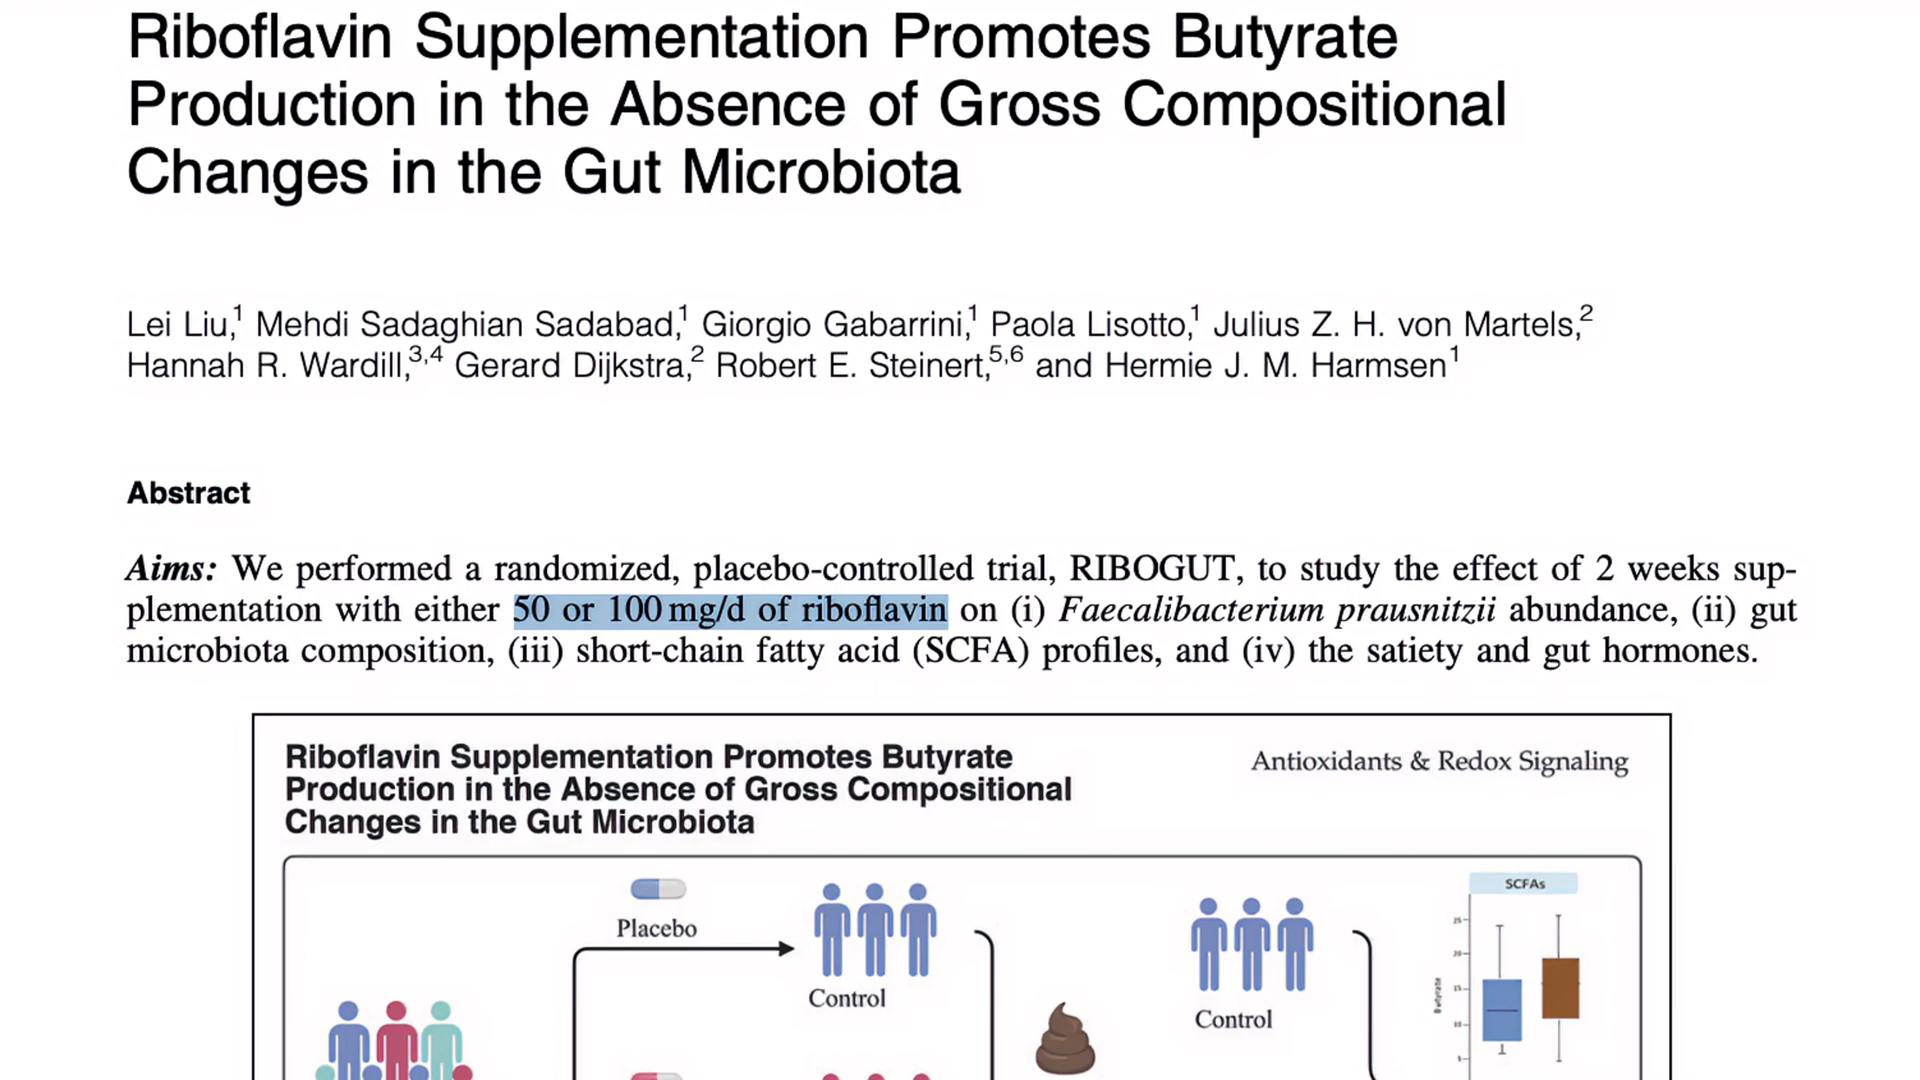 Riboflavin Supplementation Promotes Butyrate
Production in the Absence of Gross Compositional
Changes in the Gut Microbiota
Lei Liu,1 Mehdi Sadaghian Sadabad,1 Giorgio Gabarrini,1 Paola Lisotto,1 Julius Z. H. von Martels,2
Hannah R. Wardill,3,4 Gerard Dijkstra,2 Robert E. Steinert,5,6 and Hermie J. M. Harmsen1
Abstract
Aims: We performed a randomized, placebo-controlled trial, RIBOGUT, to study the effect of 2 weeks sup-
plementation with either 50 or 100 mg/d of riboflavin on (i) Faecalibacterium prausnitzii abundance, (ii) gut
microbiota composition, (iii) short-chain fatty acid (SCFA) profiles, and (iv) the satiety and gut hormones.
Riboflavin Supplementation Promotes Butyrate
Production in the Absence of Gross Compositional
Changes in the Gut Microbiota
Antioxidants & Redox Signaling
Placebo
Control
Control
SCFAs
Butyrate
25
20
15
10
5